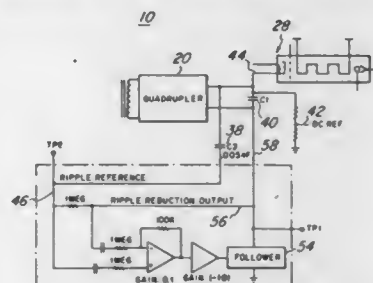 10
28
44
20
QUADRUPLER
C1
40
42
DC REF
38
C3
.005uF
58
TP2
RIPPLE REFERENCE
46
1MEG
RIPPLE REDUCTION OUTPUT
56
100K
TP1
1MEG
54
FOLLOWER
1MEG
GAIN 0.1
GAIN (-10)